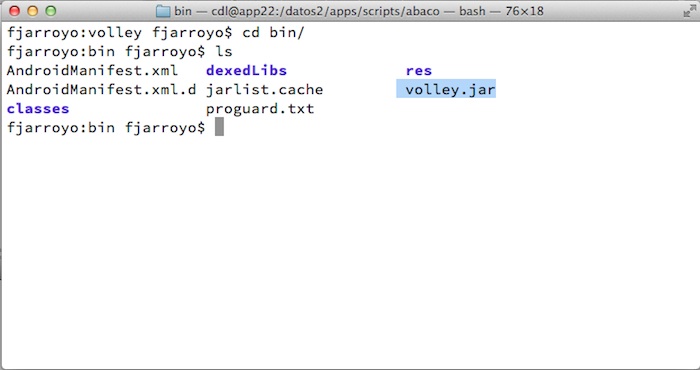 bin — cdl@app22:/datos2/apps/scripts/abaco — bash — 76×18
fjarroyo:volley fjarroyo$ cd bin/
fjarroyo:bin fjarroyo$ ls
AndroidManifest.xml dexedLibs res
AndroidManifest.xml.d jarlist.cache volley.jar
classes proguard.txt
fjarroyo:bin fjarroyo$